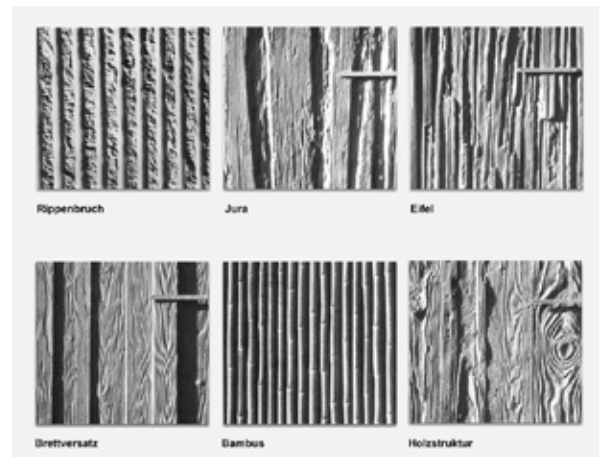 Rippenbruch
Jura
Eifel
Brettversatz
Bambus
Holzstruktur